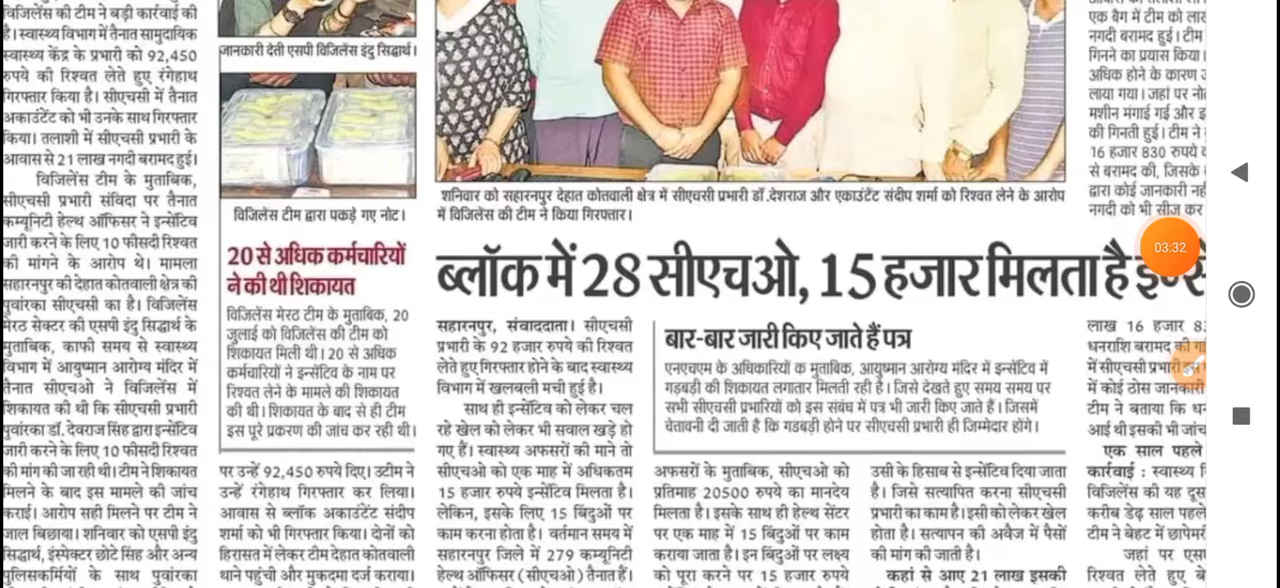 विजिलेंस की टीम ने बड़ी कार्रवाई की
है। स्वास्थ्य विभाग में तैनात सामुदायिक
स्वास्थ्य केंद्र के प्रभारी को 92,450
रुपये की रिश्वत लेते हुए रंगेहाथ
गिरफ्तार किया है। सीएचसी में तैनात
अकाउंटेंट को भी उनके साथ गिरफ्तार
किया। तलाशी में सीएचसी प्रभारी के
आवास से 21 लाख नगदी बरामद हुई।
विजिलेंस टीम के मुताबिक,
सीएचसी प्रभारी संविदा पर तैनात
कम्यूनिटी हेल्थ ऑफिसर ने इन्सेंटिव
जारी करने के लिए 10 फीसदी रिश्वत
की मांगने के आरोप थे। मामला
सहारनपुर की देहात कोतवाली क्षेत्र की
पुवांरका सीएचसी का है। विजिलेंस
मेरठ सेक्टर की एसपी इंदु सिद्धार्थ के
मुताबिक, काफी समय से स्वास्थ्य
विभाग में आयुष्मान आरोग्य मंदिर में
तैनात सीएचओ ने विजिलेंस में
शिकायत की थी कि सीएचसी प्रभारी
पुवांरका डॉ. देवराज सिंह द्वारा इन्सेंटिव
जारी करने के लिए 10 फीसदी रिश्वत
की मांग की जा रही थी। टीम ने शिकायत
मिलने के बाद इस मामले की जांच
कराई। आरोप सही मिलने पर टीम ने
जाल बिछाया। शनिवार को एसपी इंदु
सिद्धार्थ, इंस्पेक्टर छोटे सिंह और अन्य
पुलिसकर्मियों के साथ पुवांरका
जानकारी देती एसपी विजिलेंस इंदु सिद्धार्थ।
विजिलेंस टीम द्वारा पकड़े गए नोट।
20 से अधिक कर्मचारियों
ने की थी शिकायत
विजिलेंस मेरठ टीम के मुताबिक, 20
जुलाई को विजिलेंस की टीम को
शिकायत मिली थी। 20 से अधिक
कर्मचारियों ने इन्सेंटिव के नाम पर
रिश्वत लेने के मामले की शिकायत
की थी। शिकायत के बाद से ही टीम
इस पूरे प्रकरण की जांच कर रही थी।
पर उन्हें 92,450 रुपये दिए। उटीम ने
उन्हें रंगेहाथ गिरफ्तार कर लिया।
आवास से ब्लॉक अकाउंटेंट संदीप
शर्मा को भी गिरफ्तार किया। दोनों को
हिरासत में लेकर टीम देहात कोतवाली
थाने पहुंची और मुकदमा दर्ज कराया।
शनिवार को सहारनपुर देहात कोतवाली क्षेत्र में सीएचसी प्रभारी डॉ.देशराज और एकाउंटेंट संदीप शर्मा को रिश्वत लेने के आरोप
में विजिलेंस की टीम ने किया गिरफ्तार।
ब्लॉक में 28 सीएचओ, 15 हजार मिलता है
सहारनपुर, संवाददाता। सीएचसी
प्रभारी के 92 हजार रुपये की रिश्वत
लेते हुए गिरफ्तार होने के बाद स्वास्थ्य
विभाग में खलबली मची हुई है।
साथ ही इन्सेंटिव को लेकर चल
रहे खेल को लेकर भी सवाल खड़े हो
गए हैं। स्वास्थ्य अफसरों की माने तो
सीएचओ को एक माह में अधिकतम
15 हजार रुपये इन्सेंटिव मिलता है।
लेकिन, इसके लिए 15 बिंदुओं पर
काम करना होता है। वर्तमान समय में
सहारनपुर जिले में 279 कम्यूनिटी
हेल्थ ऑफिसर (सीएचओ) तैनात हैं।
बार-बार जारी किए जाते हैं पत्र
एनएचएम के अधिकारियों के मुताबिक, आयुष्मान आरोग्य मंदिर में इन्सेंटिव में
गड़बड़ी की शिकायत लगातार मिलती रही है। जिसे देखते हुए समय समय पर
सभी सीएचसी प्रभारियों को इस संबंध में पत्र भी जारी किए जाते हैं। जिसमें
चेतावनी दी जाती है कि गडबड़ी होने पर सीएचसी प्रभारी ही जिम्मेदार होंगे।
अफसरों के मुताबिक, सीएचओ को
प्रतिमाह 20500 रुपये का मानदेय
मिलता है। इसके साथ ही हेल्थ सेंटर
पर एक माह में 15 बिंदुओं पर काम
कराया जाता है। इन बिंदुओं पर लक्ष्य
को पूरा करने पर 15 हजार रुपये
उसी के हिसाब से इन्सेंटिव दिया जाता
है। जिसे सत्यापित करना सीएचसी
प्रभारी का काम है। इसी को लेकर खेल
होता है। सत्यापन की अवैज में पैसों
की मांग की जाती है।
कहां से आए 21 लाख इसकी
एक बैग में टीम को
नगदी बरामद हुई। टीम
गिनने का प्रयास किया।
अधिक होने के कारण
लाया गया। जहां पर
मशीन मंगाई गई और
की गिनती हुई। टीम ने
16 हजार 830 रुपये
से बरामद की, जिसके
द्वारा कोई जानकारी
नगदी को भी सीज कर
03:32
लाख 16 हजार
धनराशि बरामद की
में सीएचसी प्रभारी
में कोई ठोस जानकारी
टीम ने बताया कि
आई थी इसकी भी जांच
एक साल पहले
कार्रवाई : स्वास्थ्य
विजिलेंस की यह
करीब डेढ़ साल पहले
टीम ने बेहट में
जहां पर
रिश्वत लेते हुए